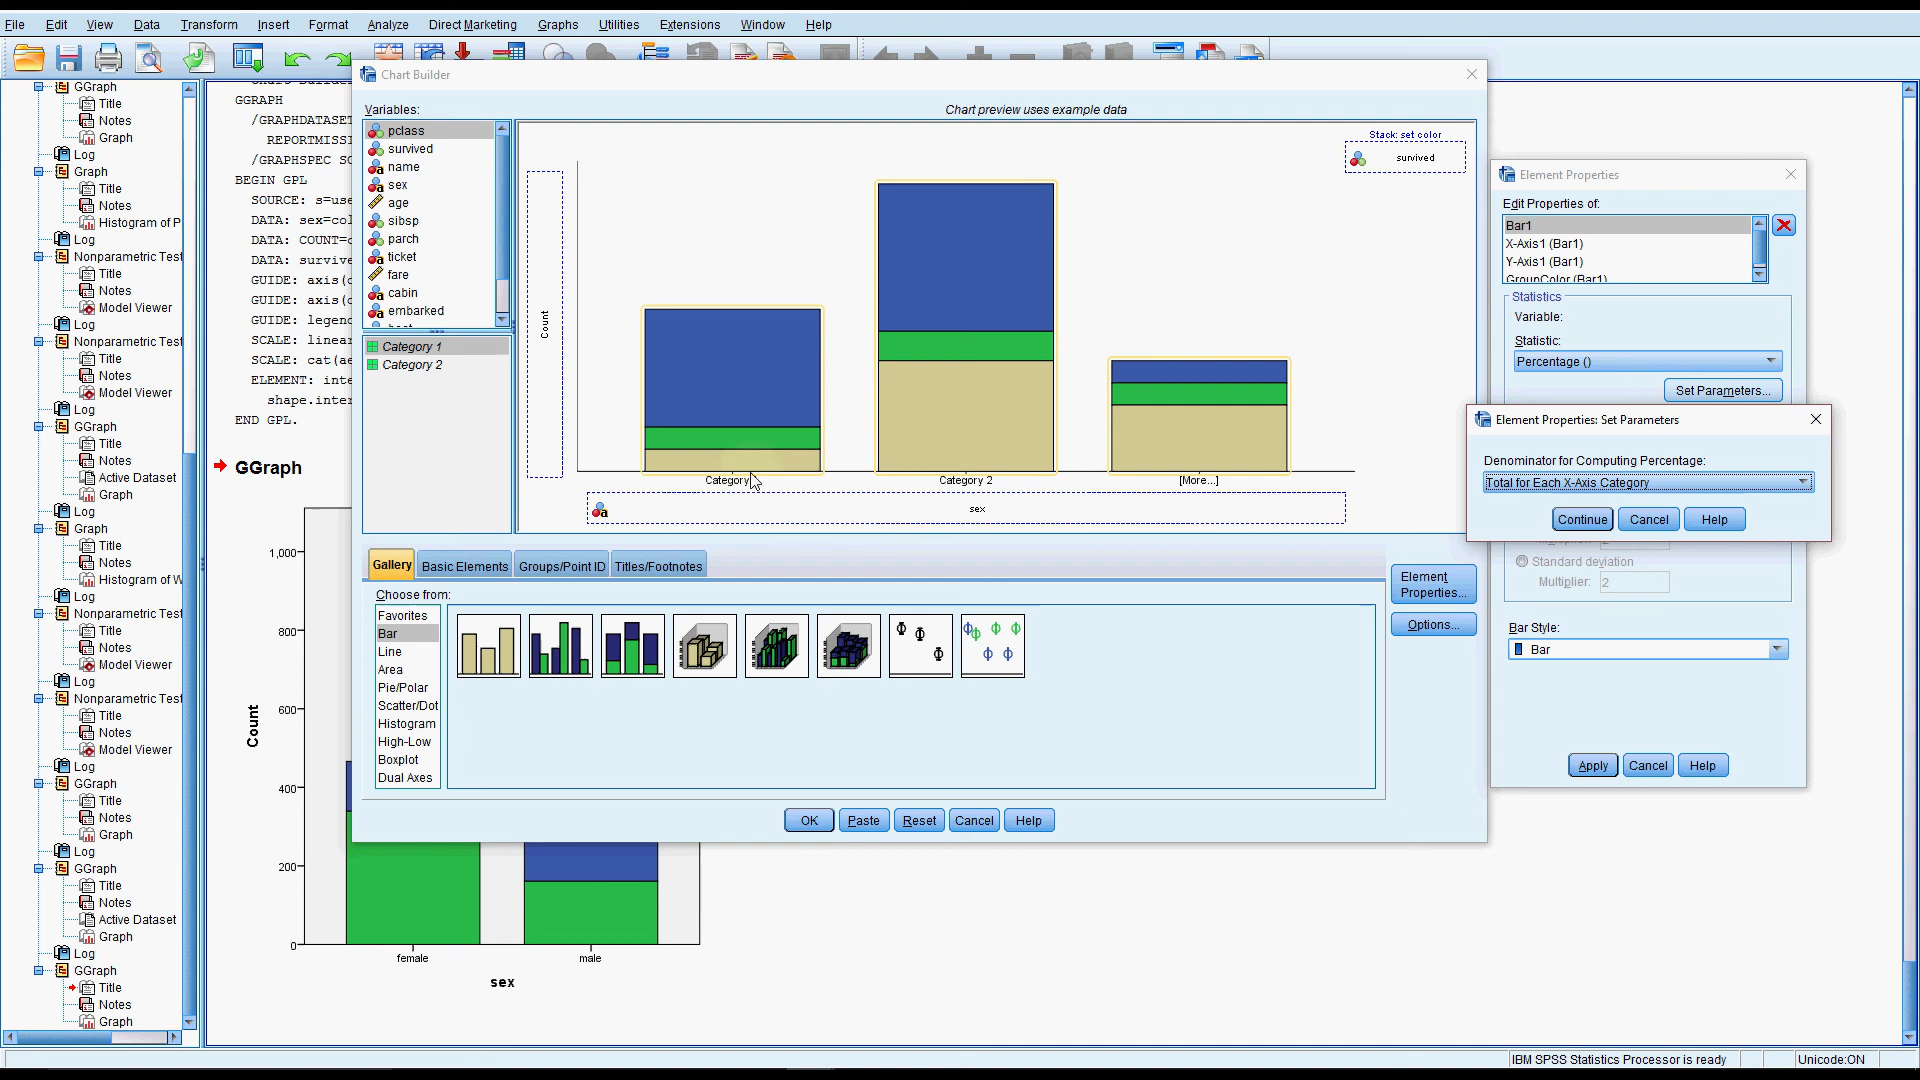 File Edit View Data Transform Insert Format Analyze Direct Marketing Graphs Utilities Extensions Window Help
GGraph
Title
Notes
Graph
Log
Graph
Title
Notes
Histogram of P
Log
Nonparametric Test
Title
Notes
Model Viewer
Log
Nonparametric Test
Title
Notes
Model Viewer
Log
GGraph
Title
Notes
Active Dataset
Graph
Log
Graph
Title
Notes
Histogram of W
Log
Nonparametric Test
Title
Notes
Model Viewer
Log
Nonparametric Test
Title
Notes
Model Viewer
Log
GGraph
Title
Notes
Graph
Log
GGraph
Title
Notes
Active Dataset
Graph
Log
GGraph
Title
Notes
Graph
GGRAPH
/GRAPHDATASET
REPORTMISSI
/GRAPHSPEC SO
BEGIN GPL
SOURCE: s=use
DATA: sex=col
DATA: COUNT=c
DATA: survive
GUIDE: axis(d
GUIDE: axis(d
GUIDE: legend
SCALE: linear
SCALE: cat(ae
ELEMENT: inte
shape.inter
END GPL.
GGraph
1,000
800
600
400
200
0
Count
female male
sex
Chart Builder
Variables:
Chart preview uses example data
pclass
survived
name
sex
age
sibsp
parch
ticket
fare
cabin
embarked
Category 1
Category 2
Stack: set color
survived
Count
Category Category 2 [More...]
sex
Gallery Basic Elements Groups/Point ID Titles/Footnotes
Choose from:
Favorites
Bar
Line
Area
Pie/Polar
Scatter/Dot
Histogram
High-Low
Boxplot
Dual Axes
Element
Properties...
Options...
OK Paste Reset Cancel Help
Element Properties
Edit Properties of:
Bar1
X-Axis1 (Bar1)
Y-Axis1 (Bar1)
GroupColor (Bar1)
Statistics
Variable:
Statistic:
Percentage ()
Set Parameters...
Element Properties: Set Parameters
Denominator for Computing Percentage:
Total for Each X-Axis Category
Continue Cancel Help
Standard deviation
Multiplier: 2
Bar Style:
Bar
Apply Cancel Help
IBM SPSS Statistics Processor is ready Unicode:ON